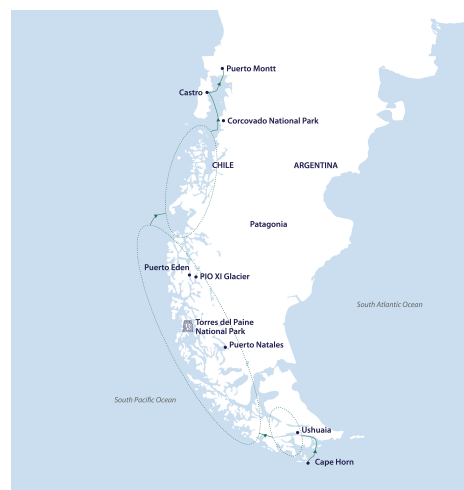 Puerto Montt
Castro
Corcovado National Park
CHILE
ARGENTINA
Patagonia
Puerto Eden
PIO XI Glacier
South Atlantic Ocean
Torres del Paine
National Park
Puerto Natales
South Pacific Ocean
Ushuaia
Cape Horn